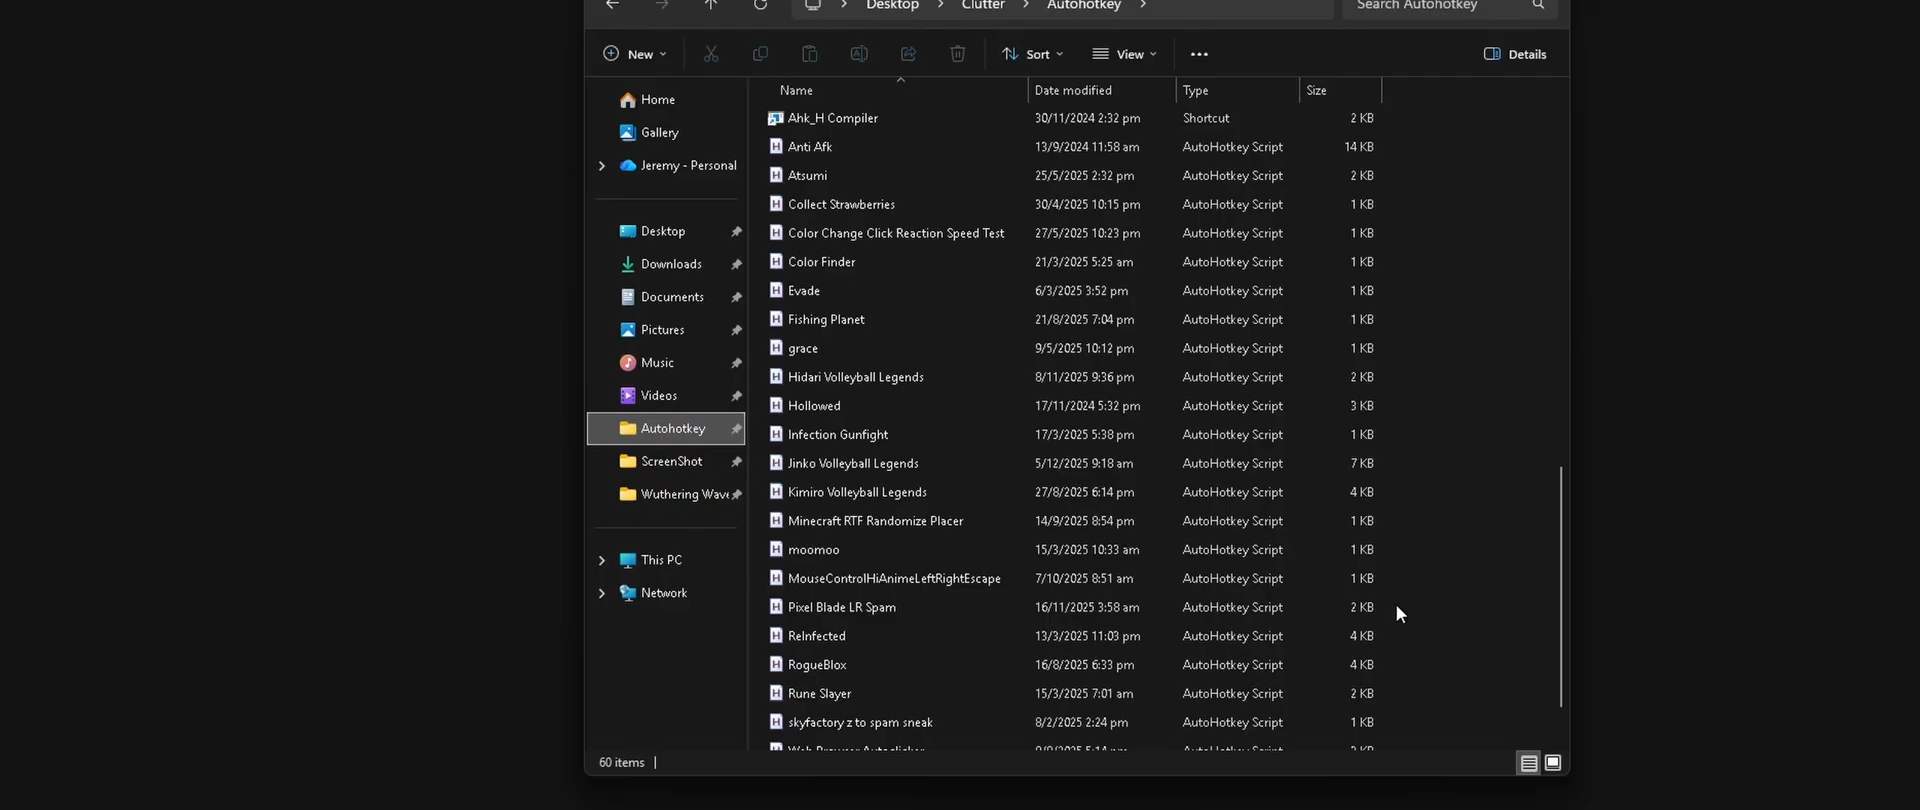 Desktop > Clutter > Autohotkey >
Search Autohotkey
New
Sort
View
Details
Home
Gallery
Jeremy - Personal
Desktop
Downloads
Documents
Pictures
Music
Videos
Autohotkey
ScreenShot
Wuthering Wave
This PC
Network
Name Date modified Type Size
Ahk_H Compiler 30/11/2024 2:32 pm Shortcut 2 KB
Anti Afk 13/9/2024 11:58 am AutoHotkey Script 14 KB
Atsumi 25/5/2025 2:32 pm AutoHotkey Script 2 KB
Collect Strawberries 30/4/2025 10:15 pm AutoHotkey Script 1 KB
Color Change Click Reaction Speed Test 27/5/2025 10:23 pm AutoHotkey Script 1 KB
Color Finder 21/3/2025 5:25 am AutoHotkey Script 1 KB
Evade 6/3/2025 3:52 pm AutoHotkey Script 1 KB
Fishing Planet 21/8/2025 7:04 pm AutoHotkey Script 1 KB
grace 9/5/2025 10:12 pm AutoHotkey Script 1 KB
Hidari Volleyball Legends 8/11/2025 9:36 pm AutoHotkey Script 2 KB
Hollowed 17/11/2024 5:32 pm AutoHotkey Script 3 KB
Infection Gunfight 17/3/2025 5:38 pm AutoHotkey Script 1 KB
Jinko Volleyball Legends 5/12/2025 9:18 am AutoHotkey Script 7 KB
Kimiro Volleyball Legends 27/8/2025 6:14 pm AutoHotkey Script 4 KB
Minecraft RTF Randomize Placer 14/9/2025 8:54 pm AutoHotkey Script 1 KB
moomoo 15/3/2025 10:33 am AutoHotkey Script 1 KB
MouseControlHiAnimeLeftRightEscape 7/10/2025 8:51 am AutoHotkey Script 1 KB
Pixel Blade LR Spam 16/11/2025 3:58 am AutoHotkey Script 2 KB
ReInfected 13/3/2025 11:03 pm AutoHotkey Script 4 KB
RogueBlox 16/8/2025 6:33 pm AutoHotkey Script 4 KB
Rune Slayer 15/3/2025 7:01 am AutoHotkey Script 2 KB
skyfactory z to spam sneak 8/2/2025 2:24 pm AutoHotkey Script 1 KB
60 items